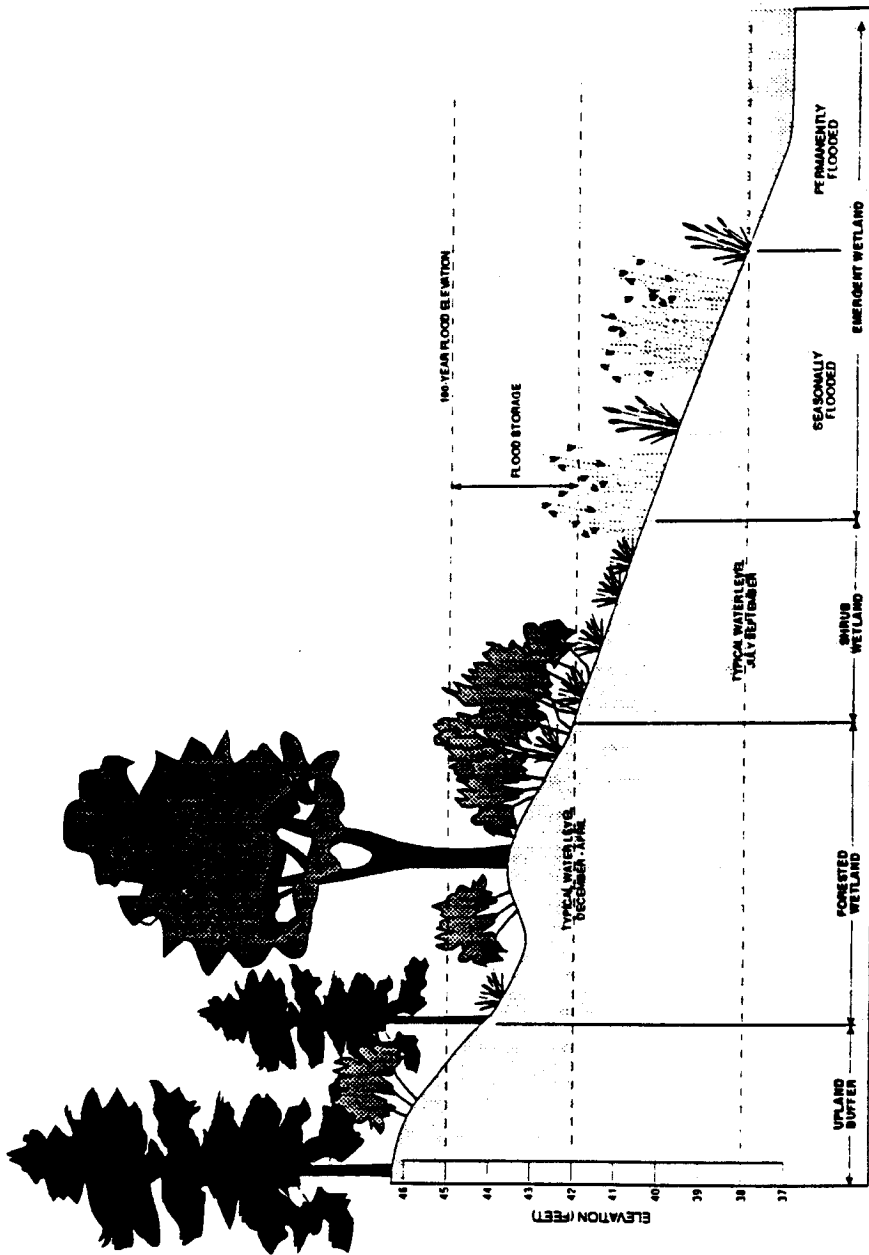 100-YEAR FLOOD ELEVATION
FLOOD STORAGE
TYPICAL WATER LEVEL
DECEMBER - APRIL
TYPICAL WATER LEVEL
JULY SEPTEMBER
ELEVATION (FEET)
46
45
44
43
42
41
40
39
38
37
UPLAND
BUFFER
FORESTED
WETLAND
SHRUB
WETLAND
SEASONALLY
FLOODED
PERMANENTLY
FLOODED
EMERGENT WETLAND